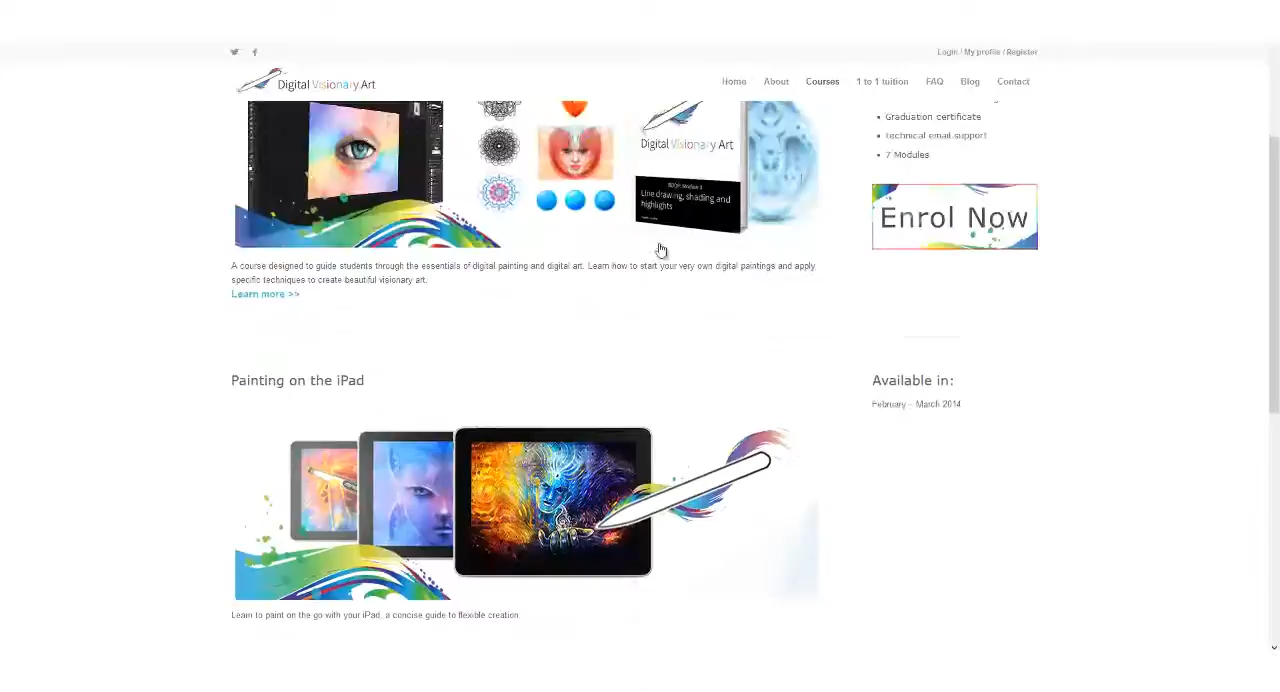 Login / My profile / Register
Digital Visionary Art
Home About Courses 1 to 1 tuition FAQ Blog Contact
Graduation certificate
technical email support
7 Modules
Digital Visionary Art
Line drawing, shading and
highlights
Enrol Now
A course designed to guide students through the essentials of digital painting and digital art. Learn how to start your very own digital paintings and apply
specific techniques to create beautiful visionary art.
Learn more >>
Painting on the iPad
Available in:
February - March 2014
Learn to paint on the go with your iPad, a concise guide to flexible creation.